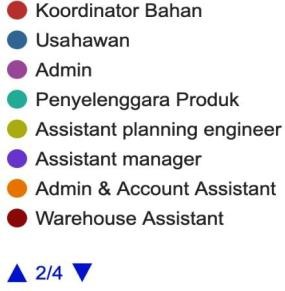 Koordinator Bahan
Usahawan
Admin
Penyelenggara Produk
Assistant planning engineer
Assistant manager
Admin & Account Assistant
Warehouse Assistant
2/4